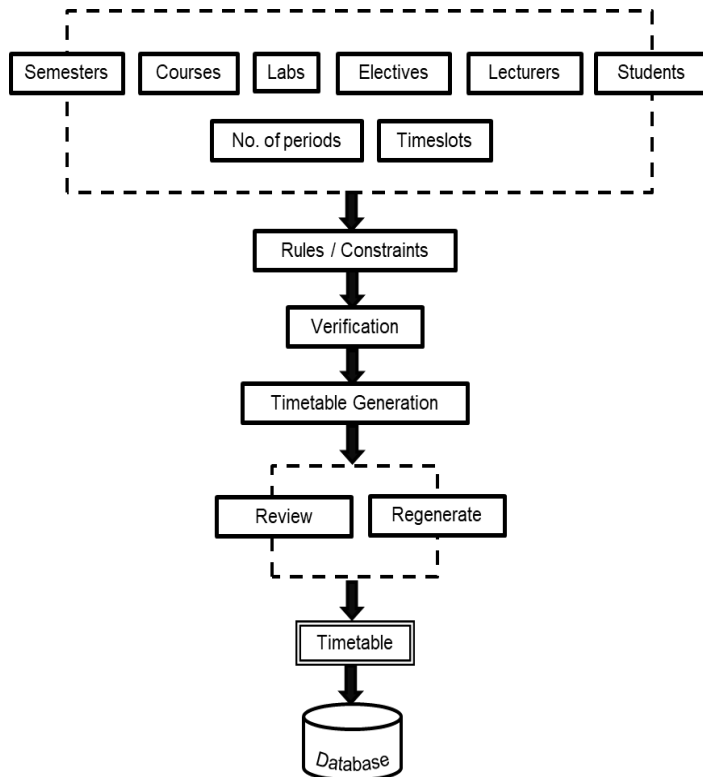 Semesters
Courses
Labs
Electives
Lecturers
Students
No. of periods
Timeslots
Rules / Constraints
Verification
Timetable Generation
Review
Regenerate
Timetable
Database